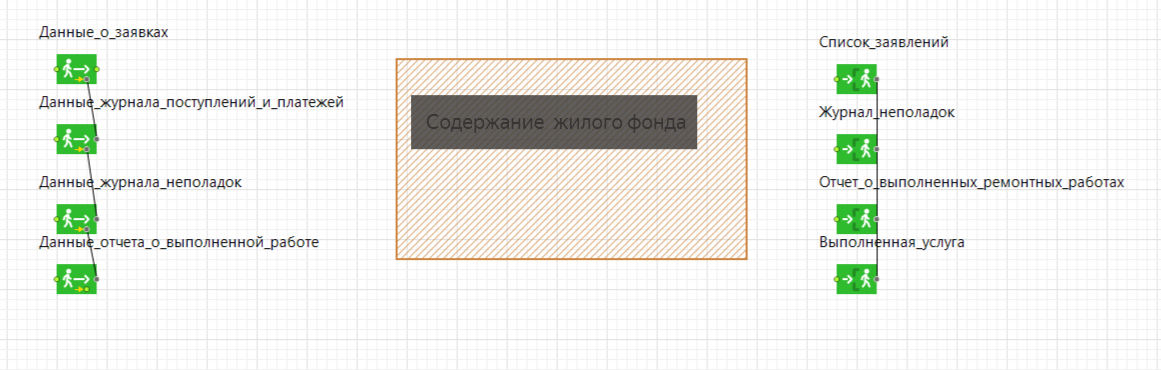 Данные_о_заявках
Данные_журнала_поступлений_и_платежей
Данные_журнала_неполадок
Данные_отчета_о_выполненной_работе
Содержание жилого фонда
Список_заявлений
Журнал_неполадок
Отчет_о_выполненных_ремонтных_работах
Выполненная_услуга